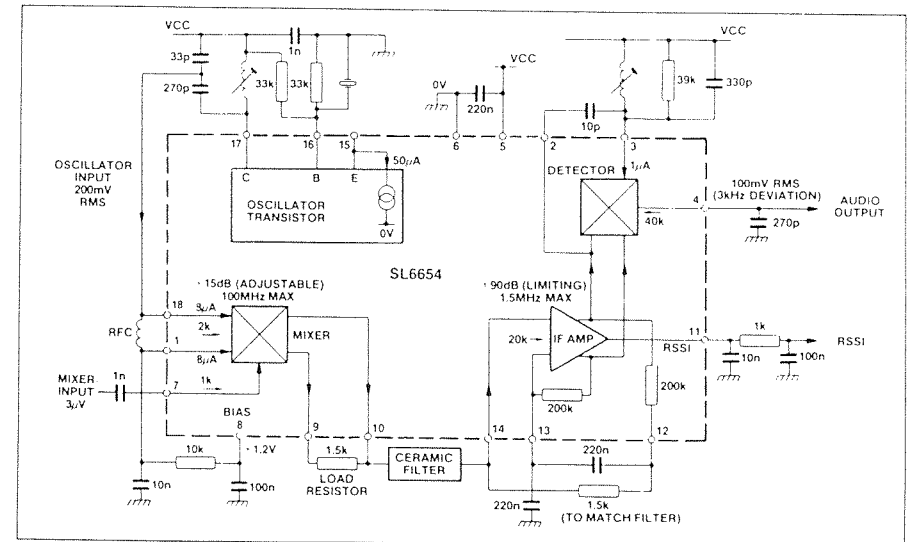 VCC
1n
33p
270p
33k
33k
0V
220n
VCC
VCC
39k
330p
10p
17
16
15
6
5
2
3
OSCILLATOR
INPUT
200mV
RMS
C
B
E
50μA
OSCILLATOR
TRANSISTOR
0V
DETECTOR
1μA
40k
4
100mV RMS
(3kHz DEVIATION)
AUDIO
OUTPUT
270p
SL6654
15dB (ADJUSTABLE)
100MHz MAX
18
8μA
2k
MIXER
RFC
1
8μA
MIXER
INPUT
3μV
1n
7
1k
90dB (LIMITING)
1.5MHz MAX
20k
IF AMP
11
RSSI
1k
RSSI
10n
100n
200k
200k
BIAS
8
1.2V
9
10
14
13
12
10k
10n
100n
1.5k
LOAD
RESISTOR
CERAMIC
FILTER
220n
220n
1.5k
(TO MATCH FILTER)